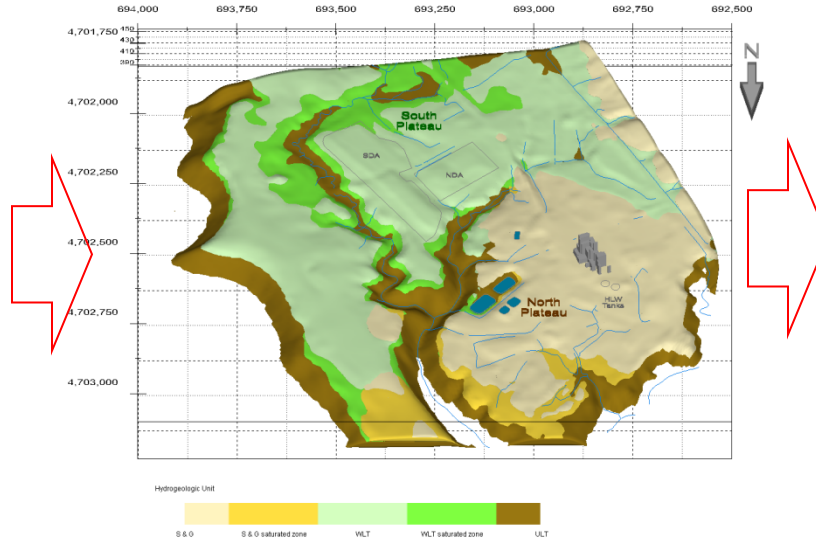 694,000 693,750 693,500 693,250 693,000 692,750 692,500
4,701,750
450
430
410
390
N
4,702,000
South
Plateau
SDA
NDA
4,702,250
4,702,500
HLW
Tanks
North
Plateau
4,702,750
4,703,000
Hydrogeologic Unit
S & G S & G saturated zone WLT WLT saturated zone ULT